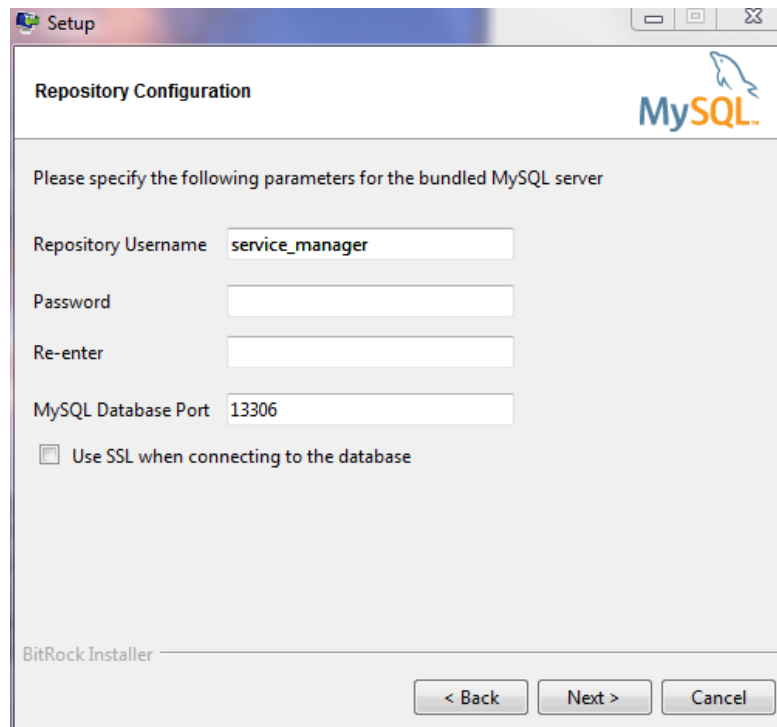 Setup
Repository Configuration
MySQL™
Please specify the following parameters for the bundled MySQL server
Repository Username service_manager
Password
Re-enter
MySQL Database Port 13306
Use SSL when connecting to the database
BitRock Installer
< Back Next > Cancel